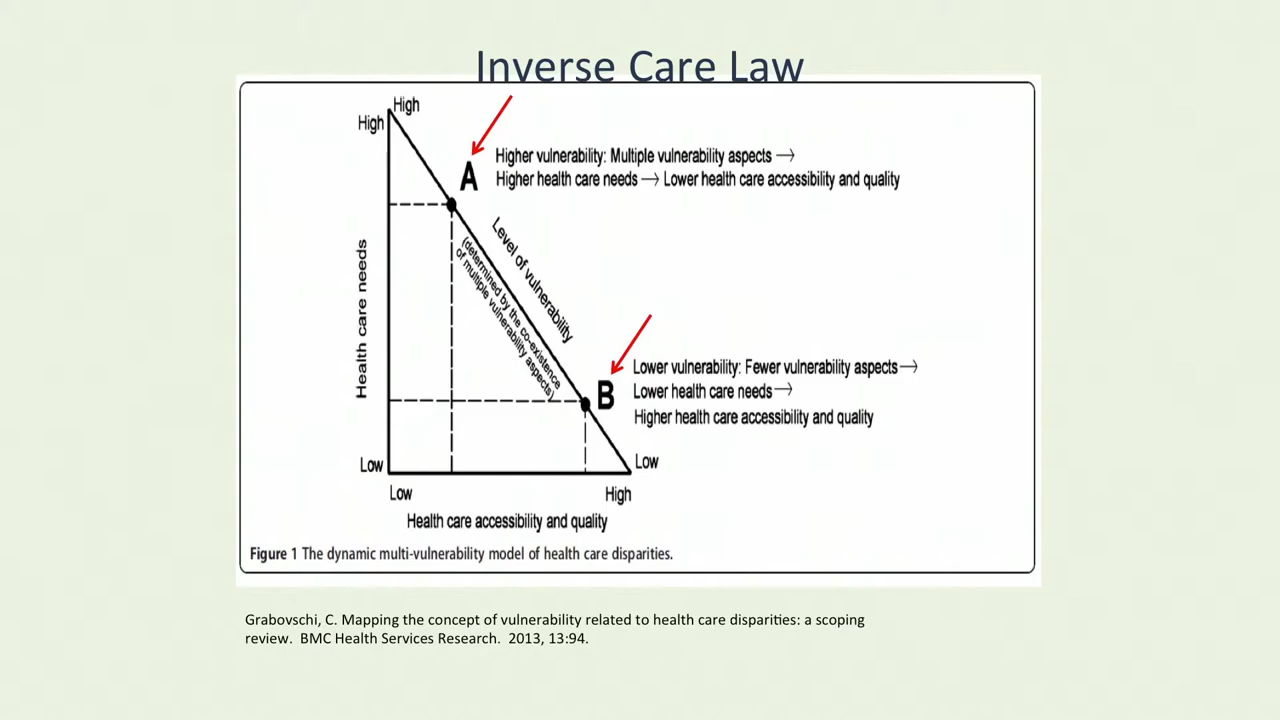 Inverse Care Law
High
High
A
Higher vulnerability: Multiple vulnerability aspects →
Higher health care needs → Lower health care accessibility and quality
Level of vulnerability
(determined by the co-existence
of multiple vulnerability aspects)
Health care needs
B
Lower vulnerability: Fewer vulnerability aspects →
Lower health care needs →
Higher health care accessibility and quality
Low
Low
Low
High
Health care accessibility and quality
Figure 1 The dynamic multi-vulnerability model of health care disparities.
Grabovschi, C. Mapping the concept of vulnerability related to health care disparities: a scoping
review.  BMC Health Services Research.  2013, 13:94.